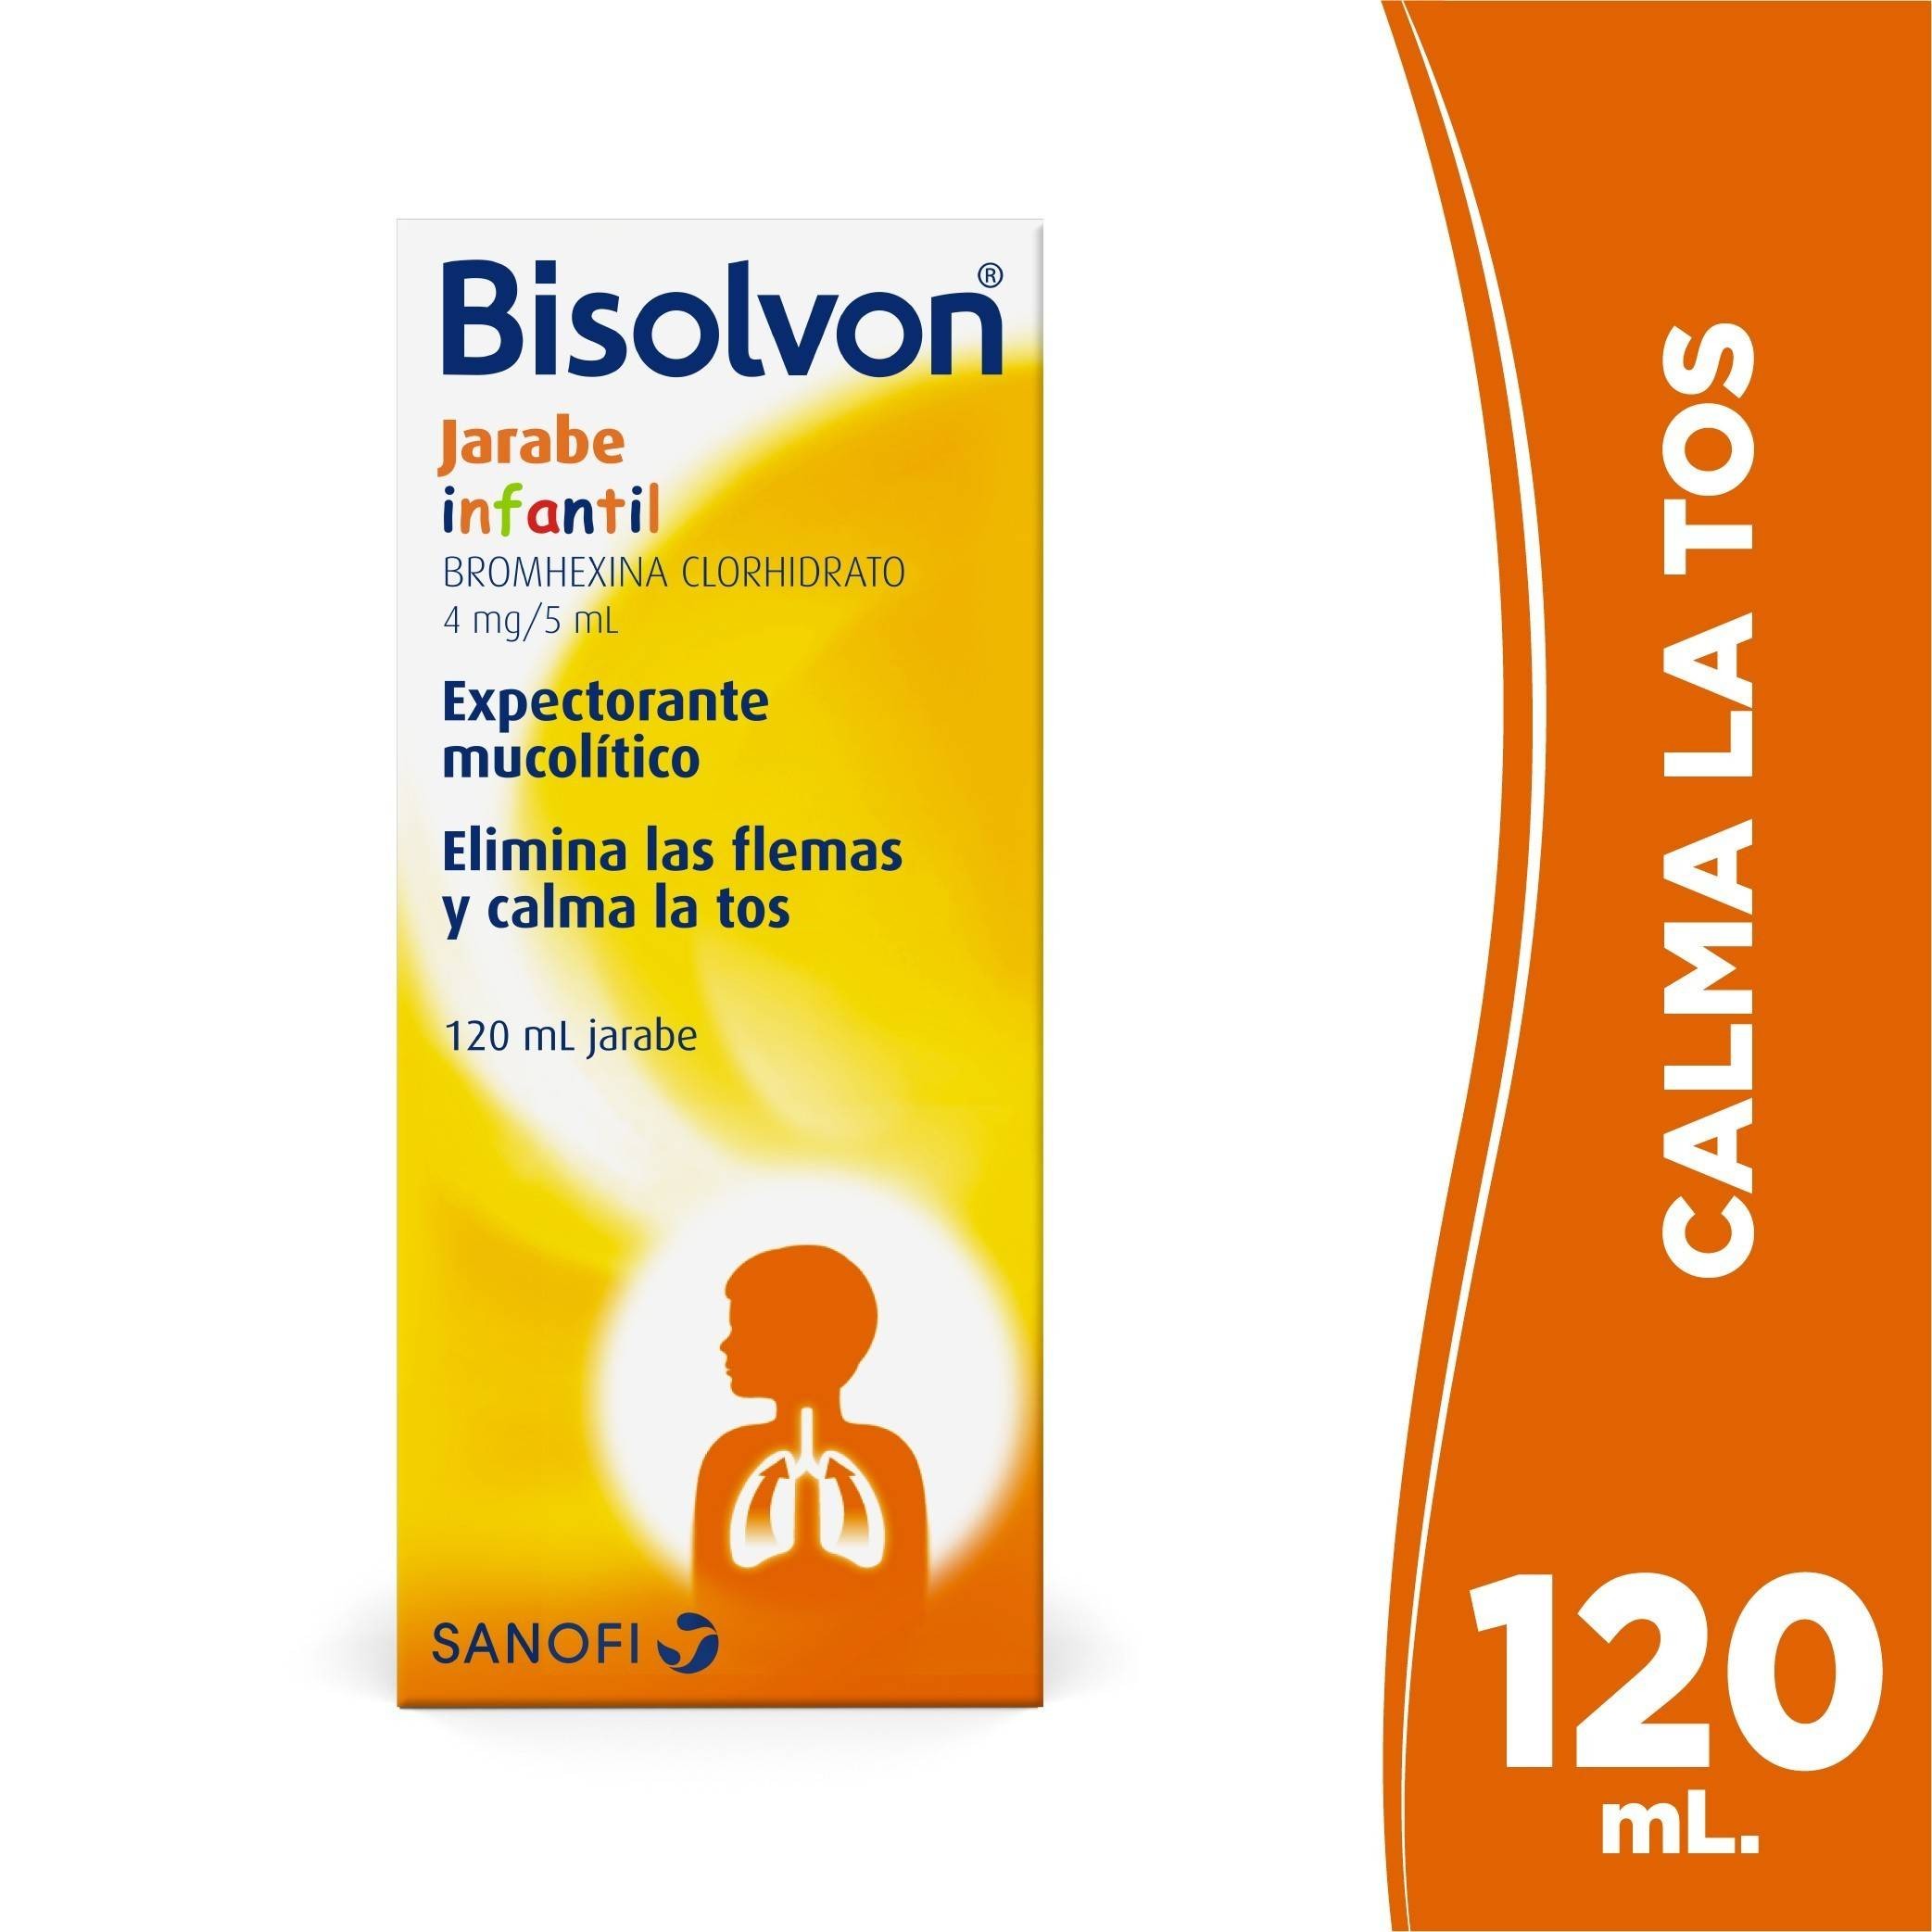 Bisolvon®
Jarabe
infantil
BROMHEXINA CLORHIDRATO
4 mg/5 mL
Expectorante
mucolítico
Elimina las flemas
y calma la tos
120 mL jarabe
SANOFI
CALMA LA TOS
120
mL.